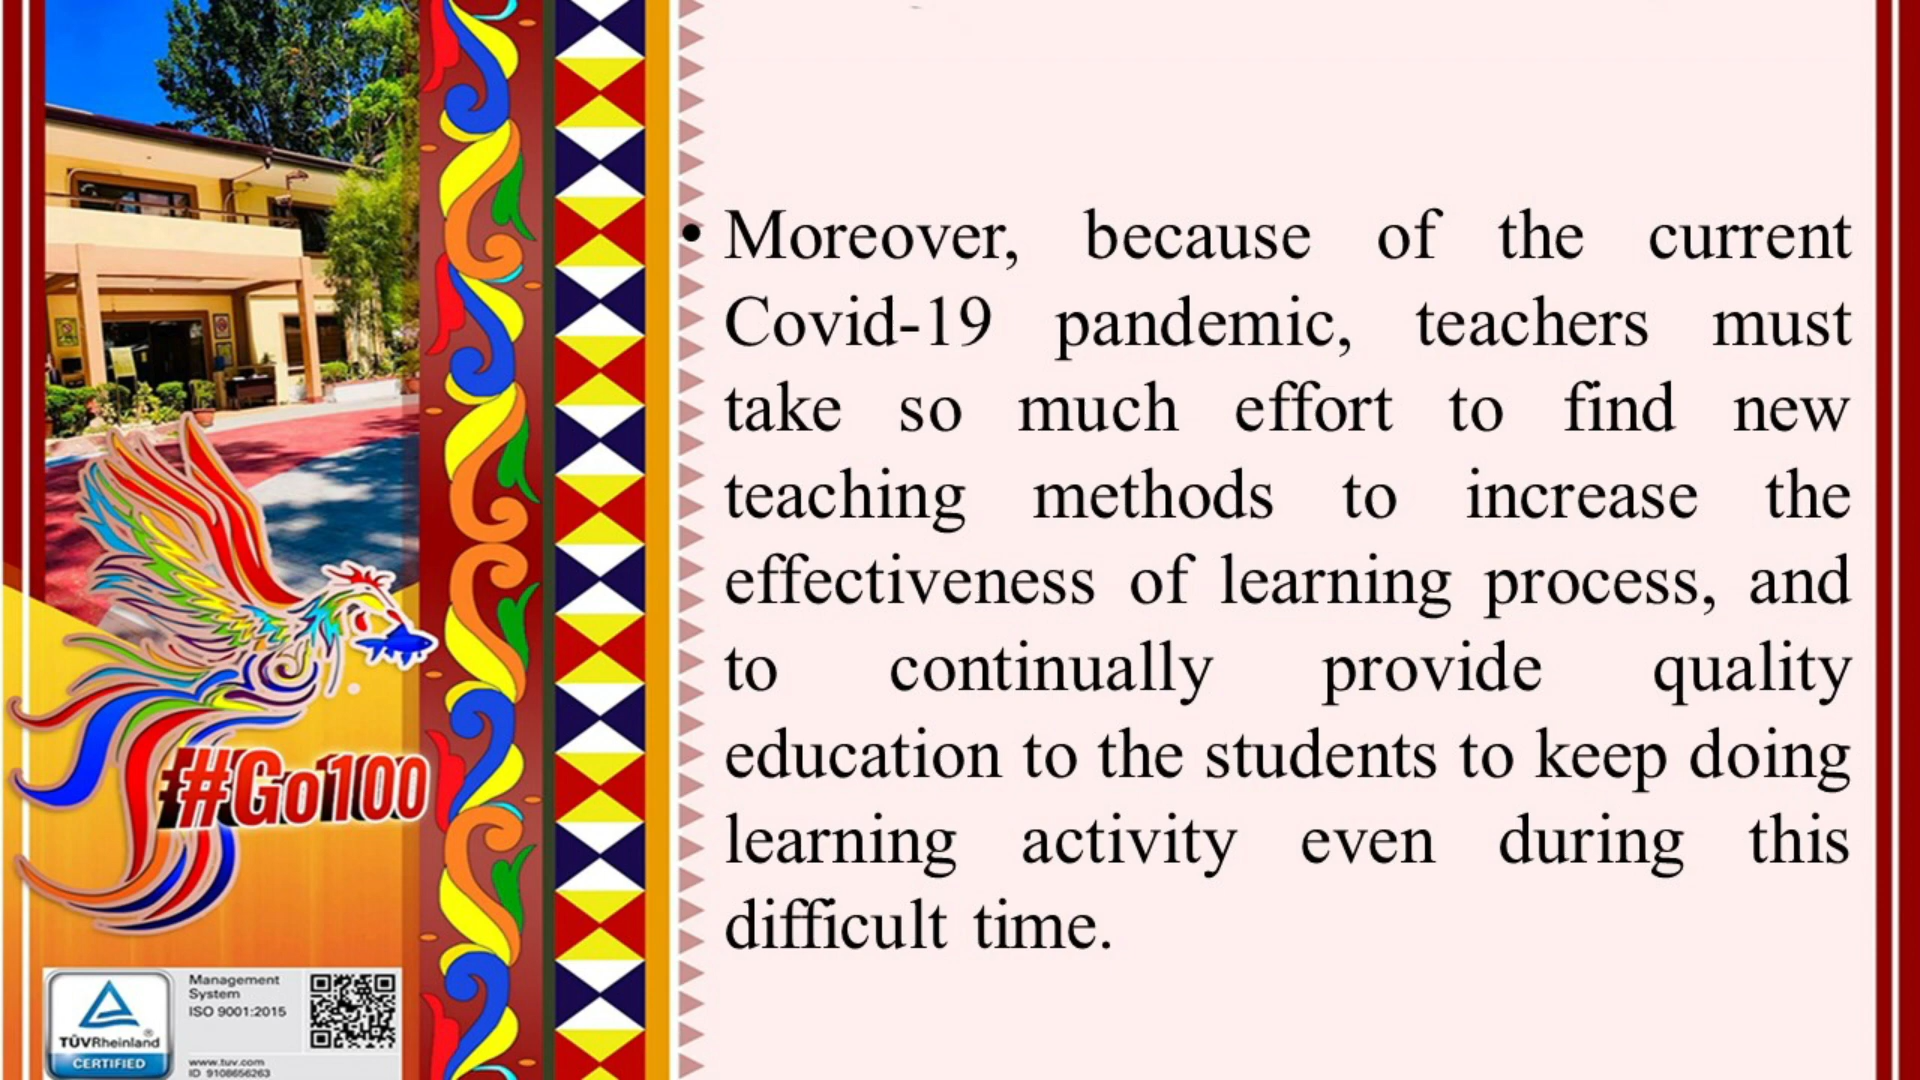 • Moreover, because of the current
Covid-19 pandemic, teachers must
take so much effort to find new
teaching methods to increase the
effectiveness of learning process, and
to continually provide quality
education to the students to keep doing
learning activity even during this
difficult time.
#Go100
TÜVRheinland®
CERTIFIED
Management
System
ISO 9001:2015
www.tuv.com
ID 9108656263